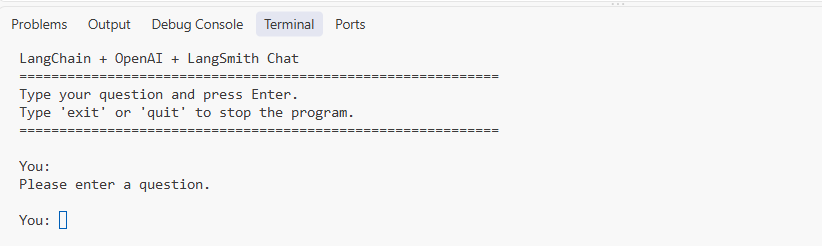 Problems Output Debug Console Terminal Ports
LangChain + OpenAI + LangSmith Chat
============================================================
Type your question and press Enter.
Type 'exit' or 'quit' to stop the program.
============================================================
You:
Please enter a question.
You: